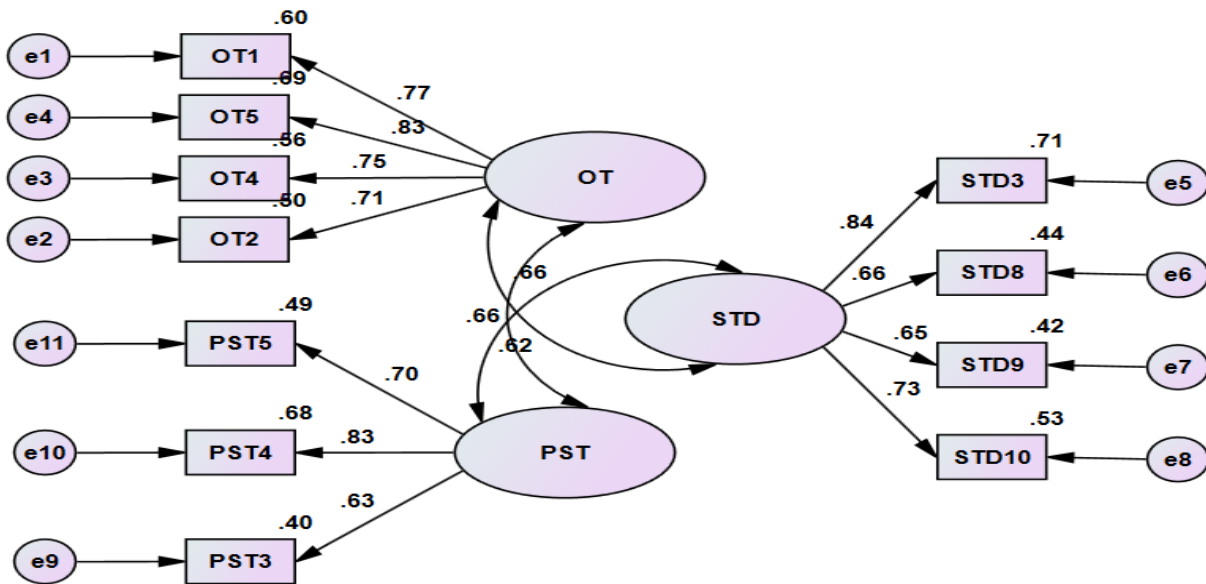 .60
e1 OT1
.77
.69
e4 OT5
.83
.56
e3 OT4
.75
.50
e2 OT2
.71
OT
.71
STD3 e5
.84
.44
STD8 e6
.66
.42
STD9 e7
.65
.53
STD10 e8
.73
STD
.66
.66
.62
.49
e11 PST5
.70
.68
e10 PST4
.83
PST
.63
.40
e9 PST3